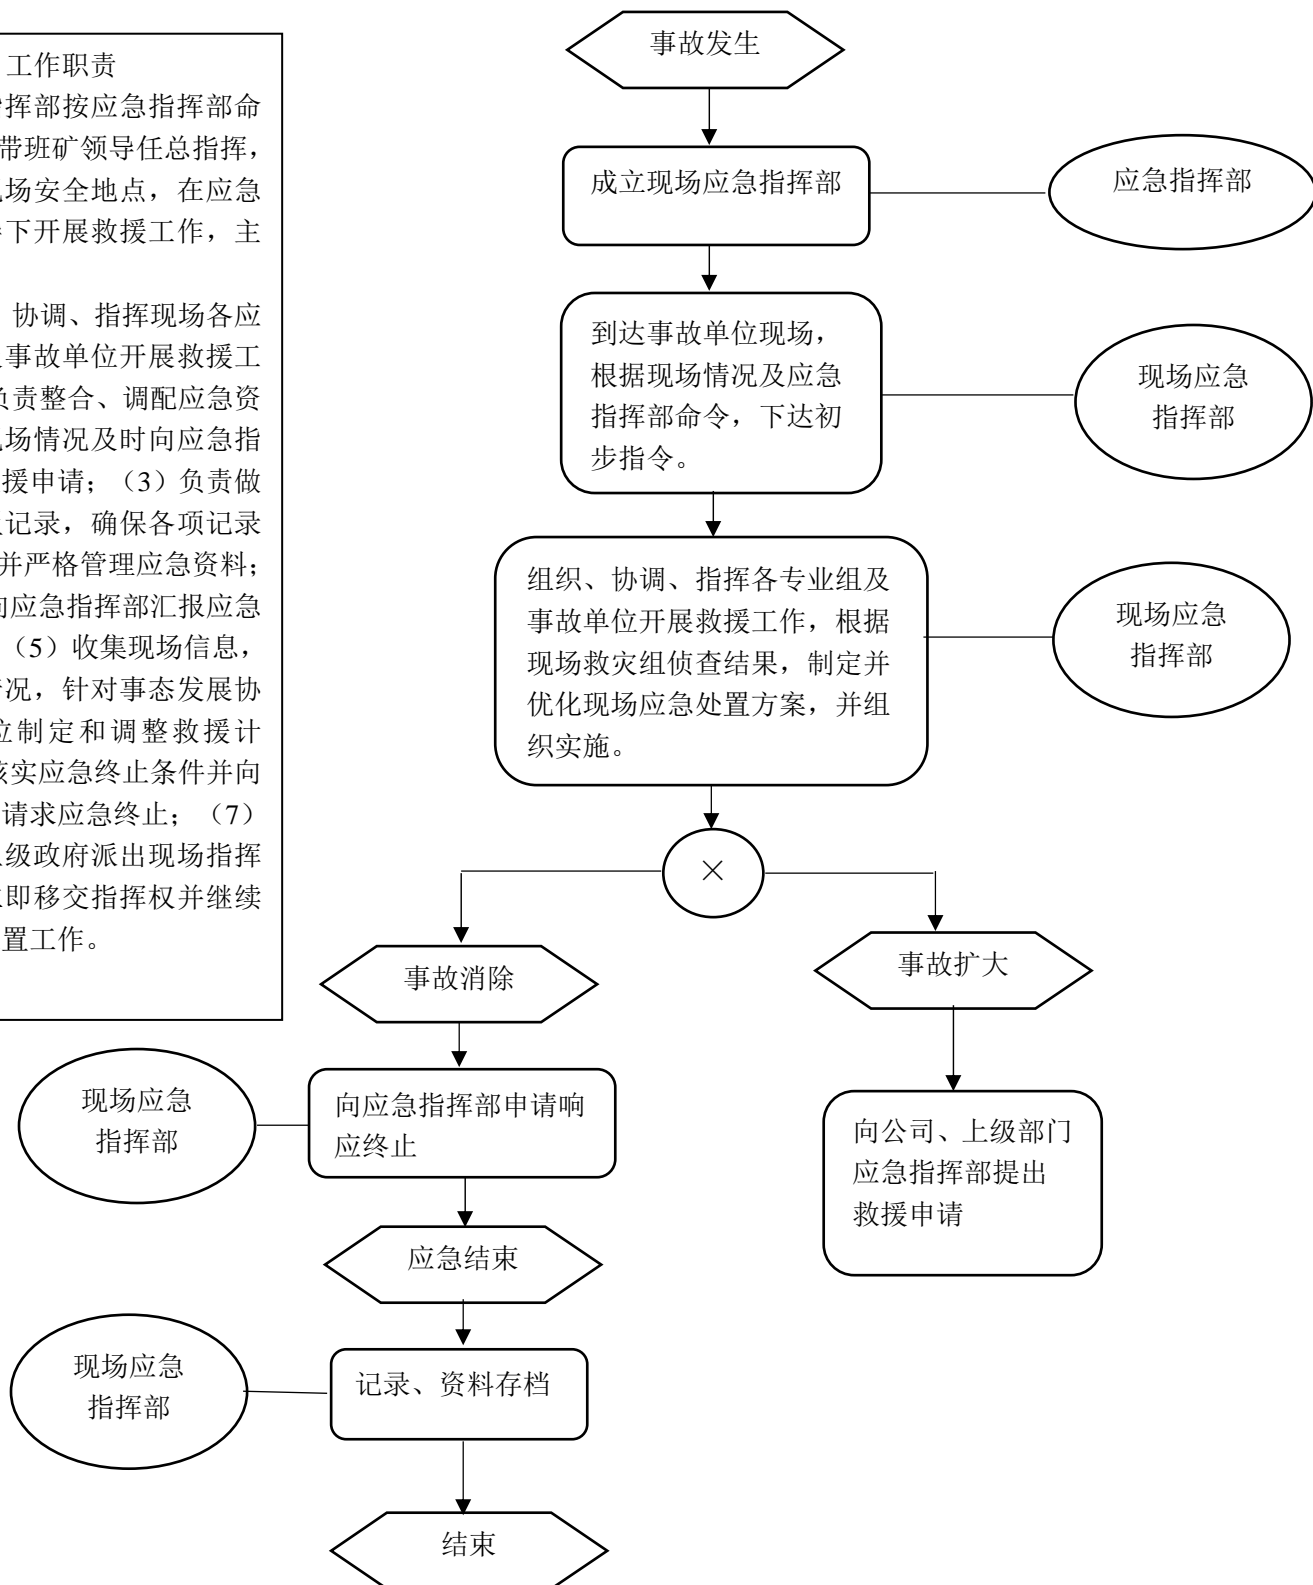 工作职责
指挥部按应急指挥部命
带班矿领导任总指挥,
现场安全地点,在应急
下开展救援工作,主
协调、指挥现场各应
事故单位开展救援工
负责整合、调配应急资
现场情况及时向应急指
援申请;(3)负责做
记录,确保各项记录
并严格管理应急资料;
向应急指挥部汇报应急
(5)收集现场信息,
情况,针对事态发展协
位制定和调整救援计
核实应急终止条件并向
请求应急终止;(7)
上级政府派出现场指挥
立即移交指挥权并继续
置工作。
事故发生
成立现场应急指挥部
应急指挥部
到达事故单位现场,
根据现场情况及应急
指挥部命令,下达初
步指令。
现场应急
指挥部
组织、协调、指挥各专业组及
事故单位开展救援工作,根据
现场救灾组侦查结果,制定并
优化现场应急处置方案,并组
织实施。
现场应急
指挥部
×
事故消除
事故扩大
现场应急
指挥部
向应急指挥部申请响
应终止
向公司、上级部门
应急指挥部提出
救援申请
应急结束
现场应急
指挥部
记录、资料存档
结束